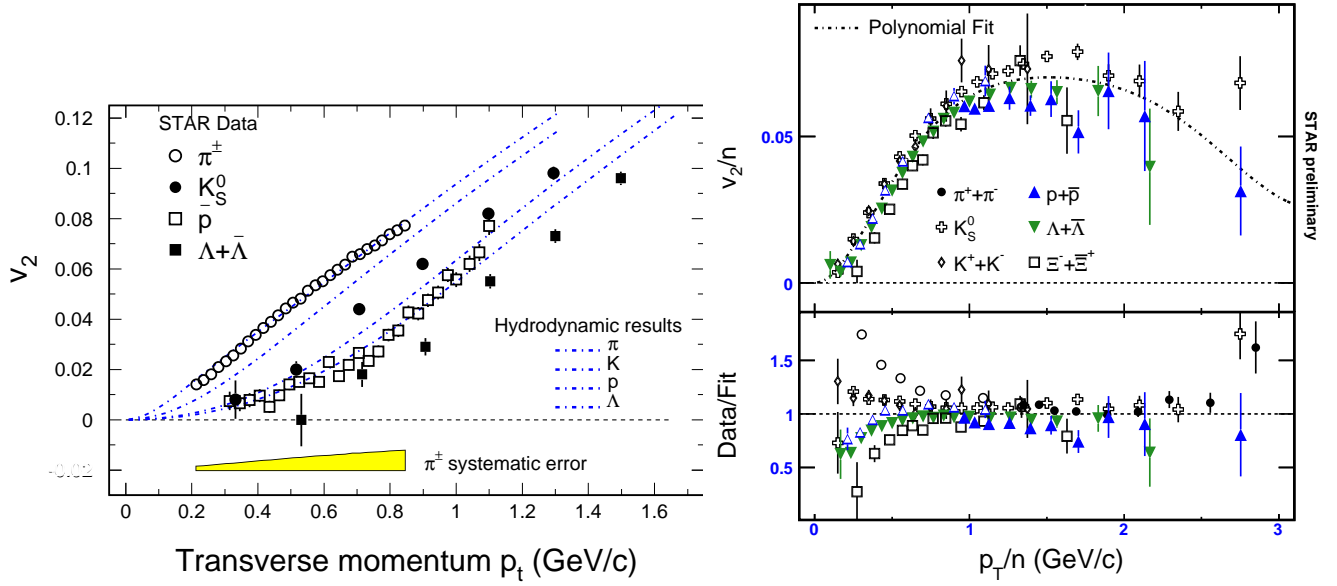 0.12
0.1
0.08
0.06
0.04
0.02
0
-0.02
v₂
STAR Data
π±
K⁰S
p̄
Λ+Λ̄
Hydrodynamic results
π
K
p
Λ
π± systematic error
0 0.2 0.4 0.6 0.8 1 1.2 1.4 1.6
Transverse momentum pₜ (GeV/c)
Polynomial Fit
0.05
0
v₂/n
π⁺+π⁻
K⁰S
K⁺+K⁻
p+p̄
Λ+Λ̄
Ξ⁻+Ξ̄⁺
STAR preliminary
1.5
1
0.5
Data/Fit
0 1 2 3
p_T/n (GeV/c)